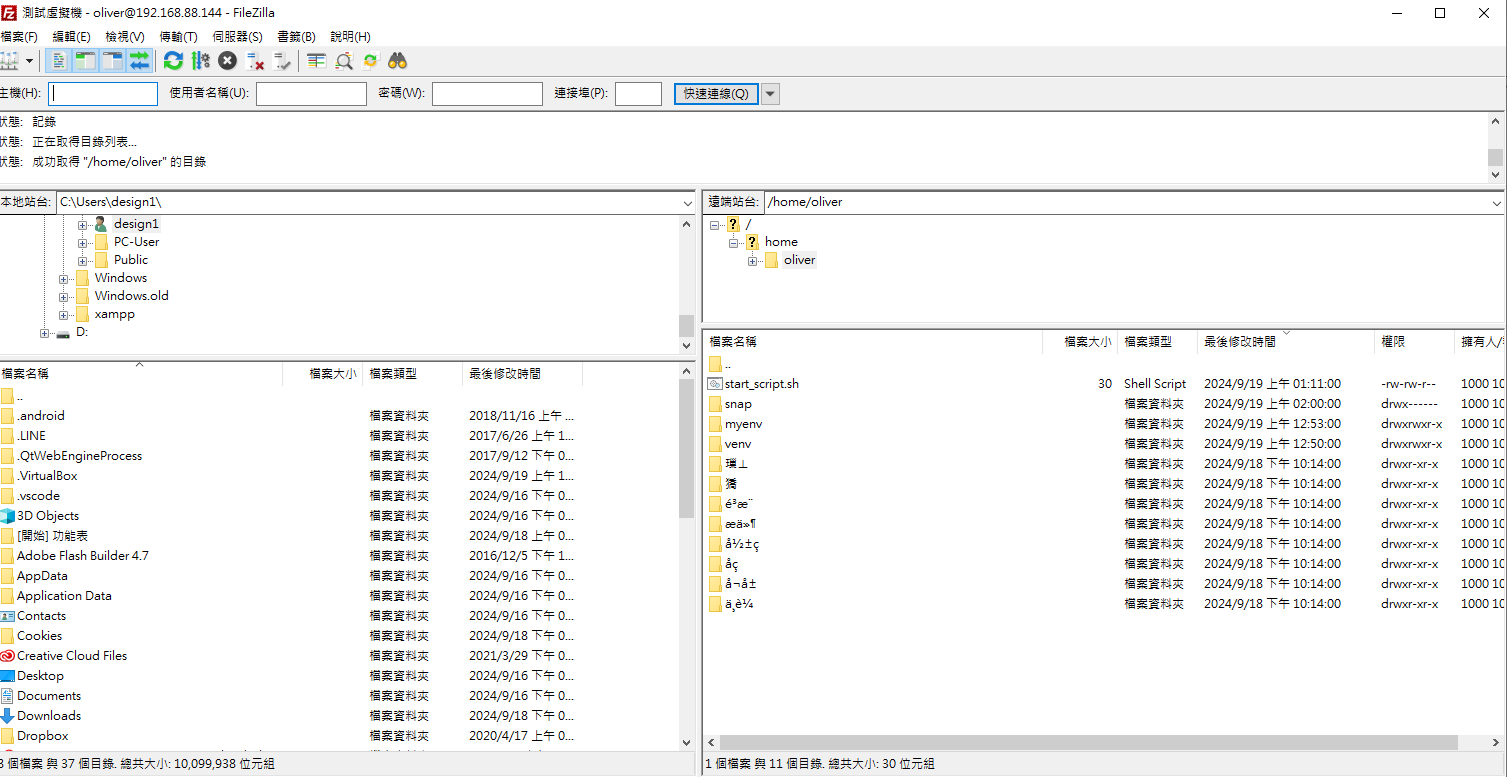 測試虛擬機 - oliver@192.168.88.144 - FileZilla
檔案(F) 編輯(E) 檢視(V) 傳輸(T) 伺服器(S) 書籤(B) 說明(H)
主機(H): 使用者名稱(U): 密碼(W): 連接埠(P): 快速連線(Q)
狀態: 記錄
狀態: 正在取得目錄列表...
狀態: 成功取得 "/home/oliver" 的目錄
本地站台: C:\Users\design1\
design1
PC-User
Public
Windows
Windows.old
xampp
D:
檔案名稱 檔案大小 檔案類型 最後修改時間
..
.android 檔案資料夾 2018/11/16 上午 ...
.LINE 檔案資料夾 2017/6/26 上午 1...
.QtWebEngineProcess 檔案資料夾 2017/9/12 下午 0...
.VirtualBox 檔案資料夾 2024/9/19 上午 1...
.vscode 檔案資料夾 2024/9/16 下午 0...
3D Objects 檔案資料夾 2024/9/16 下午 0...
[開始] 功能表 檔案資料夾 2024/9/18 上午 0...
Adobe Flash Builder 4.7 檔案資料夾 2016/12/5 下午 1...
AppData 檔案資料夾 2024/9/16 下午 0...
Application Data 檔案資料夾 2024/9/16 下午 0...
Contacts 檔案資料夾 2024/9/16 下午 0...
Cookies 檔案資料夾 2024/9/18 下午 0...
Creative Cloud Files 檔案資料夾 2021/3/29 下午 0...
Desktop 檔案資料夾 2024/9/16 下午 0...
Documents 檔案資料夾 2024/9/16 下午 0...
Downloads 檔案資料夾 2024/9/18 下午 0...
Dropbox 檔案資料夾 2020/4/17 上午 0...
3 個檔案 與 37 個目錄. 總共大小: 10,099,938 位元組
遠端站台: /home/oliver
/
home
oliver
檔案名稱 檔案大小 檔案類型 最後修改時間 權限 擁有人/
..
start_script.sh 30 Shell Script 2024/9/19 上午 01:11:00 -rw-rw-r-- 1000 10
snap 檔案資料夾 2024/9/19 上午 02:00:00 drwx------ 1000 10
myenv 檔案資料夾 2024/9/19 上午 12:53:00 drwxrwxr-x 1000 10
venv 檔案資料夾 2024/9/19 上午 12:50:00 drwxrwxr-x 1000 10
檔案資料夾 2024/9/18 下午 10:14:00 drwxr-xr-x 1000 10
檔案資料夾 2024/9/18 下午 10:14:00 drwxr-xr-x 1000 10
é³æ¨ 檔案資料夾 2024/9/18 下午 10:14:00 drwxr-xr-x 1000 10
æä»¶ 檔案資料夾 2024/9/18 下午 10:14:00 drwxr-xr-x 1000 10
å½±ç 檔案資料夾 2024/9/18 下午 10:14:00 drwxr-xr-x 1000 10
åç 檔案資料夾 2024/9/18 下午 10:14:00 drwxr-xr-x 1000 10
å¬å± 檔案資料夾 2024/9/18 下午 10:14:00 drwxr-xr-x 1000 10
ä¸è¼ 檔案資料夾 2024/9/18 下午 10:14:00 drwxr-xr-x 1000 10
1 個檔案 與 11 個目錄. 總共大小: 30 位元組